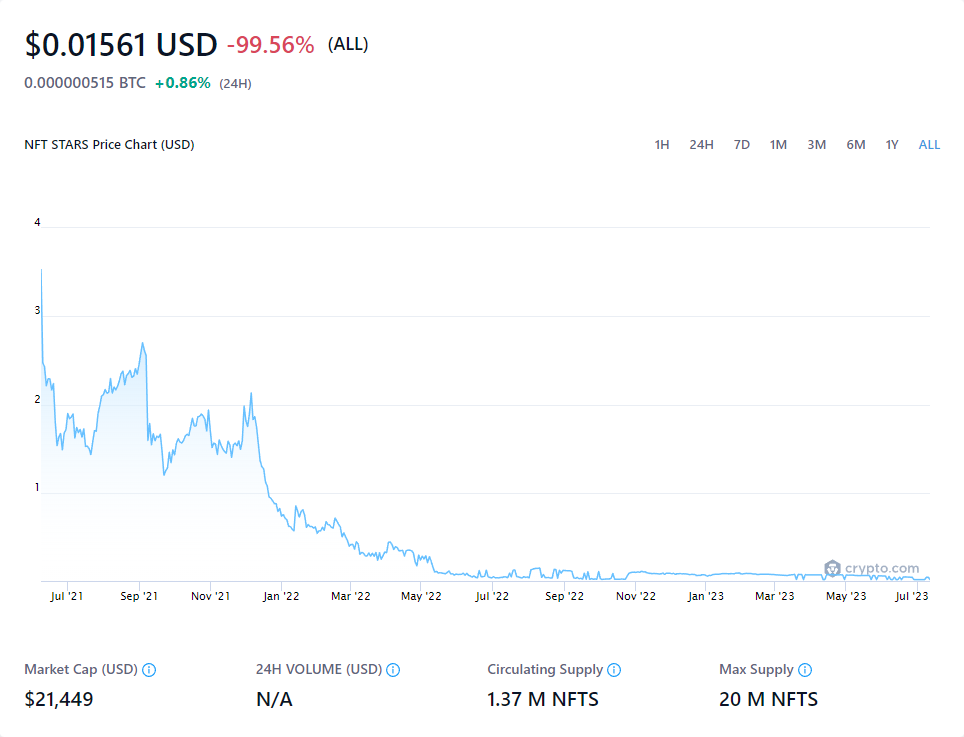 $0.01561 USD -99.56% (ALL)
0.000000515 BTC +0.86% (24H)
NFT STARS Price Chart (USD)
1H 24H 7D 1M 3M 6M 1Y ALL
4
3
2
1
crypto.com
Jul '21 Sep '21 Nov '21 Jan '22 Mar '22 May '22 Jul '22 Sep '22 Nov '22 Jan '23 Mar '23 May '23 Jul '23
Market Cap (USD) 24H VOLUME (USD) Circulating Supply Max Supply
$21,449 N/A 1.37 M NFTS 20 M NFTS